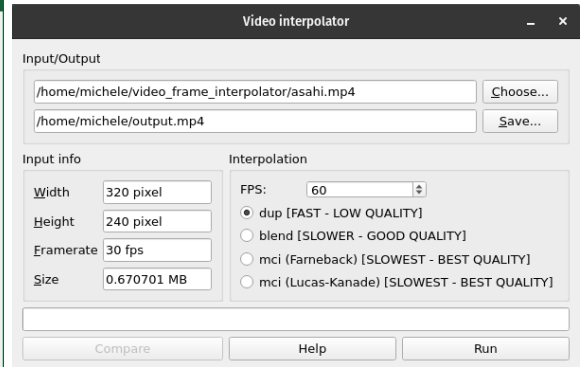 Video interpolator
Input/Output
/home/michele/video_frame_interpolator/asahi.mp4 Choose...
/home/michele/output.mp4 Save...
Input info
Width 320 pixel
Height 240 pixel
Framerate 30 fps
Size 0.670701 MB
Interpolation
FPS: 60
dup [FAST - LOW QUALITY]
blend [SLOWER - GOOD QUALITY]
mci (Farneback) [SLOWEST - BEST QUALITY]
mci (Lucas-Kanade) [SLOWEST - BEST QUALITY]
Compare Help Run